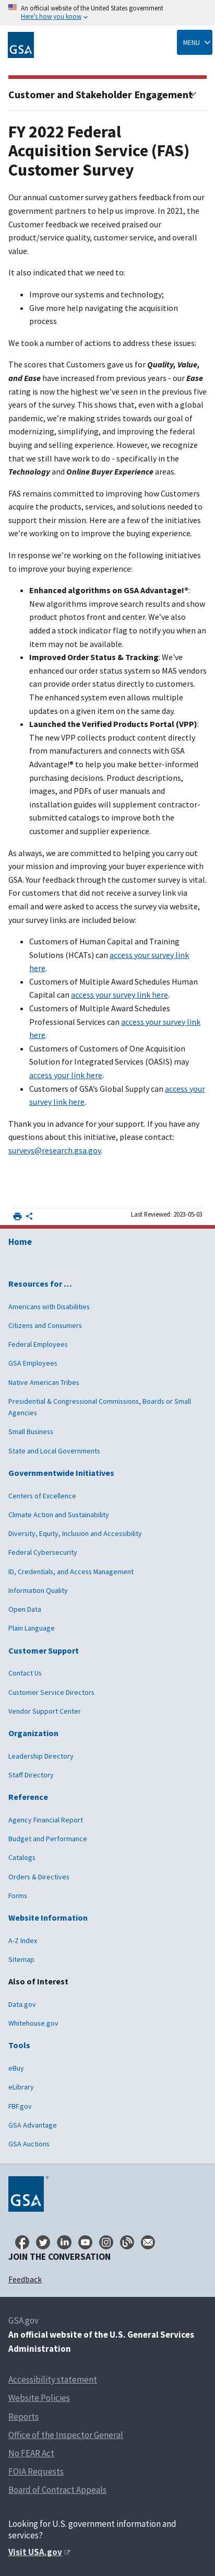 An official website of the United States government
Here's how you know
GSA
MENU
Customer and Stakeholder Engagement
FY 2022 Federal
Acquisition Service (FAS)
Customer Survey
Our annual customer survey gathers feedback from our
government partners to help us improve. In 2021, the
Customer feedback we received praised our
product/service quality, customer service, and overall
value.
It also indicated that we need to:
• Improve our systems and technology;
• Give more help navigating the acquisition
process
We took a number of actions to address these issues:
The scores that Customers gave us for Quality, Value,
and Ease have increased from previous years - our Ease
rating is now the highest it's ever been in the five new
years of the survey. This shows that, even with a global
pandemic, we're making strides towards our goal of
modernizing, simplifying, and improving the federal
buying and selling experience. However, we recognize
that we still have work to do - specifically in the
Technology and Online Buyer Experience areas.
FAS remains committed to improving how Customers
acquire the products, services, and solutions needed to
support their mission. Here are a few of our ongoing
efforts we're working on to improve the buying experience.
In response we're working on the following initiatives
to improve your buying experience:
• Enhanced algorithms on GSA Advantage!®:
New algorithms improve search results and show
product photos front and center. We've also
added a stock indicator flag to notify you when an
item may not be available.
• Improved Order Status & Tracking: We've
enhanced our order status system so MAS vendors
can provide order status directly to customers.
The enhanced system even allows multiple
updates on a given item on the same day.
• Launched the Verified Products Portal (VPP):
The new VPP collects product content directly
from manufacturers and connects with GSA
Advantage!® to help you make better-informed
purchasing decisions. Product descriptions,
images, and PDFs of user manuals and
installation guides will supplement contractor-
submitted catalogs to improve the overall
experience.
As always, we are committed to helping you carry out
your mission and improving your buyer experience with
GSA. Your feedback through the customer survey is vital.
For customers that did not receive a survey link via
email and were asked to access the survey via website,
your survey links are included below:
• Customers of Human Capital and Training
Solutions (HCATs) can access your survey link
here.
• Customers of Multiple Award Schedules Human
Capital can access your survey link here.
• Customers of Multiple Award Schedules
Professional Services can access your survey link
here.
• Customers of Customers of One Acquisition
Solution for Integrated Services (OASIS) may
access your link here.
• Customers of GSA's Global Supply can access your
survey link here.
Thank you in advance for your support. If you have any
questions about this initiative, please contact:
surveys@research.gsa.gov.
Last Reviewed: 2023-05-03
Home
Resources for …
Americans with Disabilities
Citizens and Consumers
Federal Employees
GSA Employees
Native American Tribes
Presidential & Congressional Commissions, Boards or Small
Agencies
Small Business
State and Local Governments
Governmentwide Initiatives
Centers of Excellence
Climate Action and Sustainability
Diversity, Equity, Inclusion and Accessibility
Federal Cybersecurity
ID, Credentials, and Access Management
Information Quality
Open Data
Plain Language
Customer Support
Contact Us
Customer Service Directors
Vendor Support Center
Organization
Leadership Directory
Staff Directory
Reference
Agency Financial Report
Budget and Performance
Catalogs
Orders & Directives
Forms
Website Information
A-Z Index
Sitemap
Also of Interest
Data.gov
Whitehouse.gov
Tools
eBuy
eLibrary
FBF.gov
GSA Advantage
GSA Auctions
GSA
JOIN THE CONVERSATION
Feedback
GSA.gov
An official website of the U.S. General Services
Administration
Accessibility statement
Website Policies
Reports
Office of the Inspector General
No FEAR Act
FOIA Requests
Board of Contract Appeals
Looking for U.S. government information and
services?
Visit USA.gov